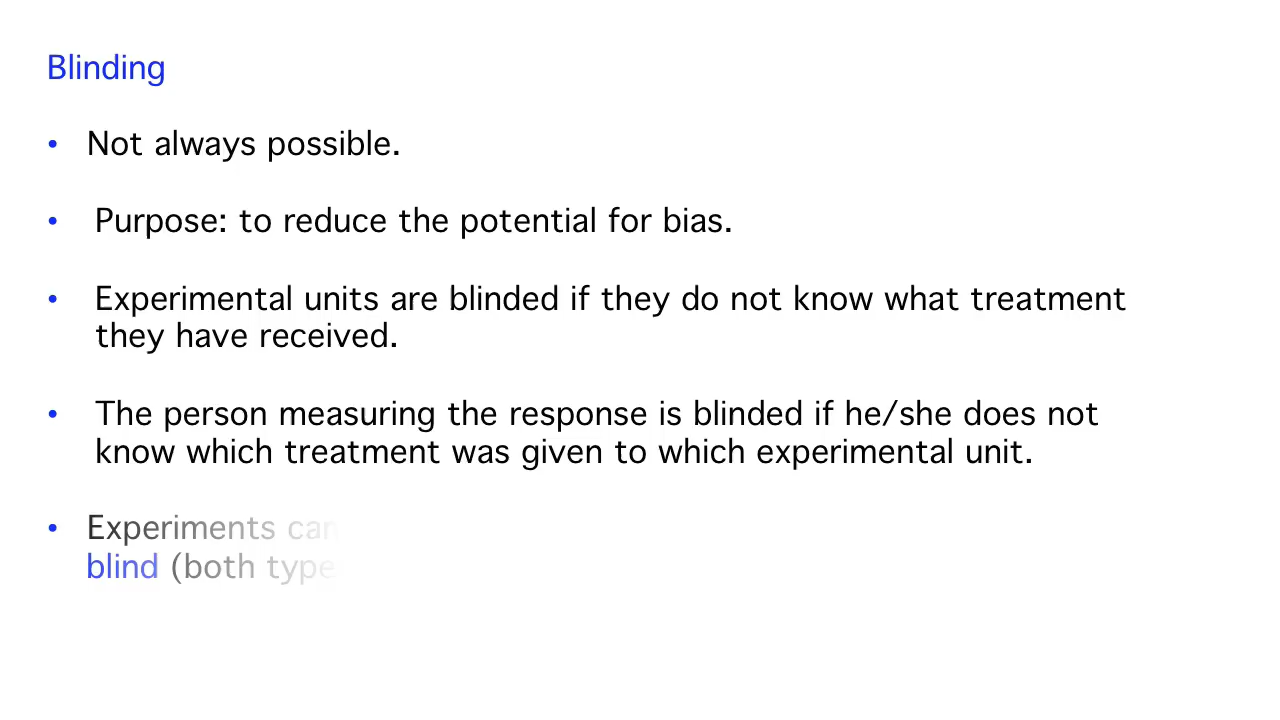 Blinding
• Not always possible.
• Purpose: to reduce the potential for bias.
• Experimental units are blinded if they do not know what treatment
they have received.
• The person measuring the response is blinded if he/she does not
know which treatment was given to which experimental unit.
• Experiments can
blind (both type